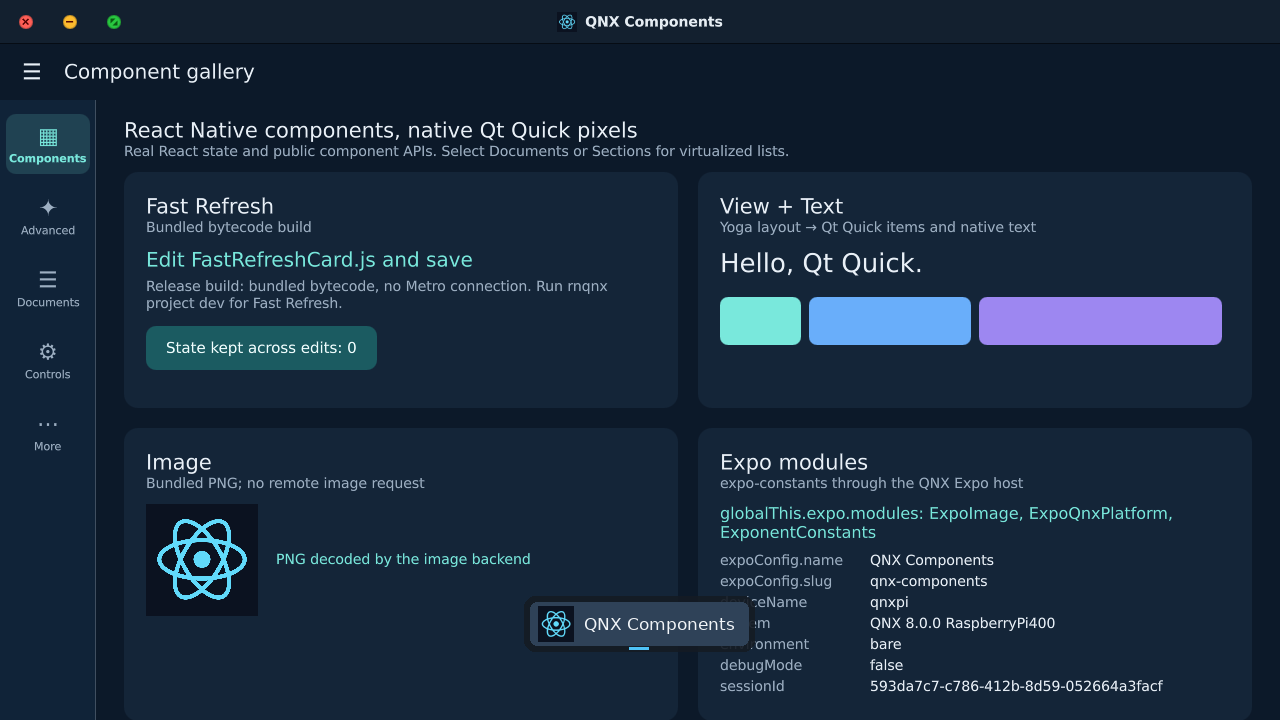 QNX Components
Component gallery
Components
Advanced
Documents
Controls
More
React Native components, native Qt Quick pixels
Real React state and public component APIs. Select Documents or Sections for virtualized lists.
Fast Refresh
Bundled bytecode build
Edit FastRefreshCard.js and save
Release build: bundled bytecode, no Metro connection. Run rnqnx
project dev for Fast Refresh.
State kept across edits: 0
View + Text
Yoga layout → Qt Quick items and native text
Hello, Qt Quick.
Image
Bundled PNG; no remote image request
PNG decoded by the image backend
Expo modules
expo-constants through the QNX Expo host
globalThis.expo.modules: ExpoImage, ExpoQnxPlatform,
ExponentConstants
expoConfig.name QNX Components
expoConfig.slug qnx-components
deviceName qnxpi
QNX 8.0.0 RaspberryPi400
environment bare
debugMode false
sessionId 593da7c7-c786-412b-8d59-052664a3facf
QNX Components